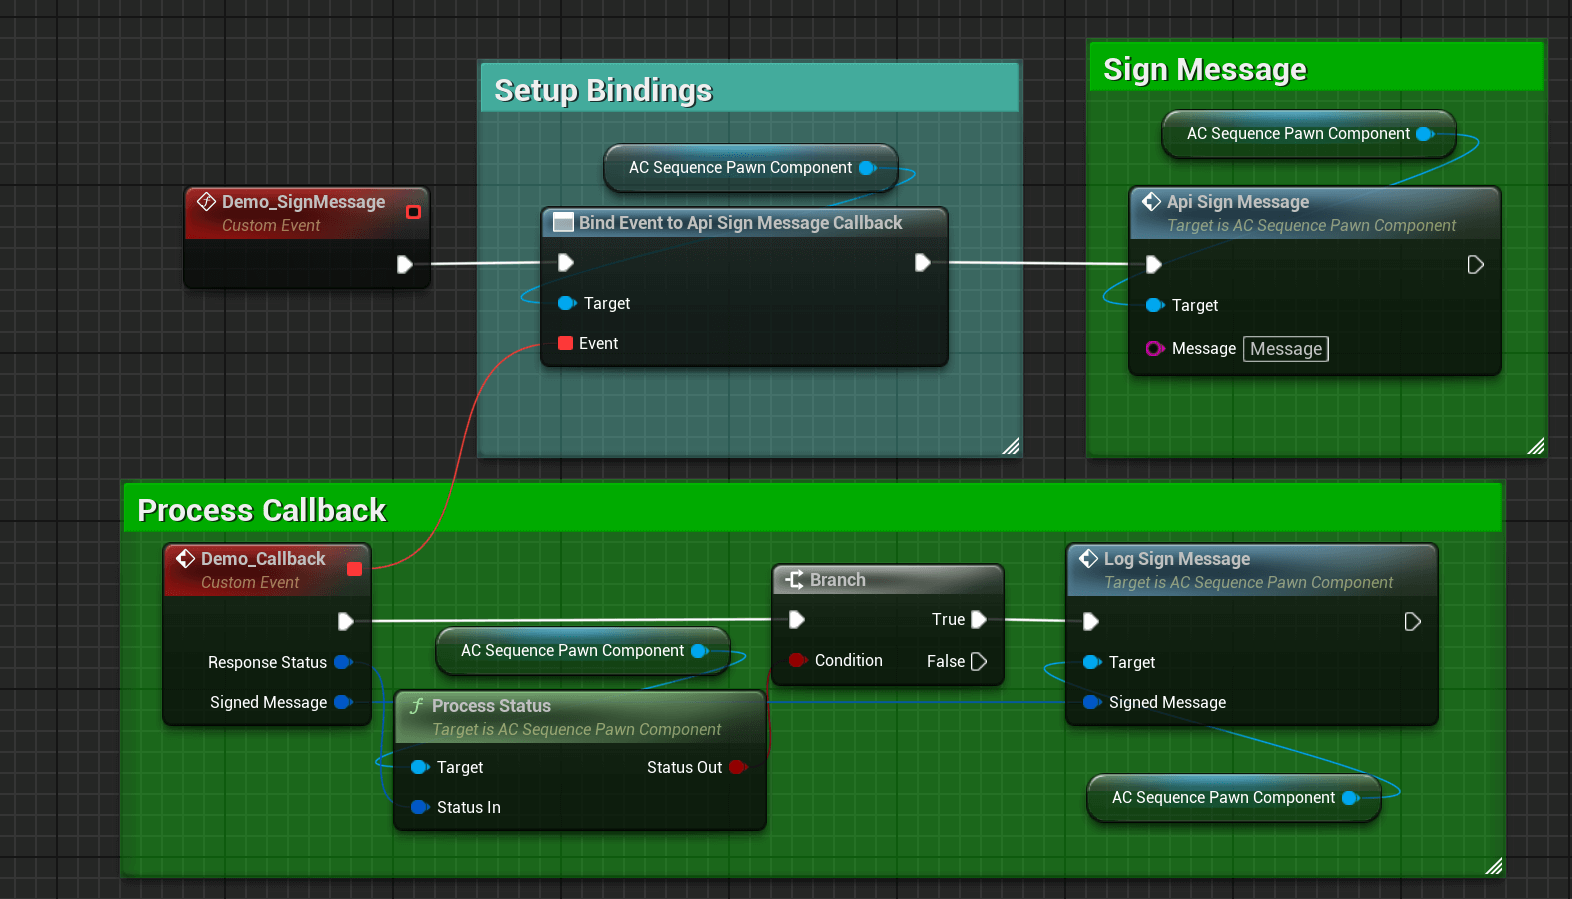 Setup Bindings
Sign Message
AC Sequence Pawn Component
AC Sequence Pawn Component
Demo_SignMessage
Custom Event
Bind Event to Api Sign Message Callback
Target
Event
Api Sign Message
Target is AC Sequence Pawn Component
Target
Message Message
Process Callback
Demo_Callback
Custom Event
Response Status
Signed Message
AC Sequence Pawn Component
Process Status
Target is AC Sequence Pawn Component
Target Status Out
Status In
Branch
True
Condition False
Log Sign Message
Target is AC Sequence Pawn Component
Target
Signed Message
AC Sequence Pawn Component